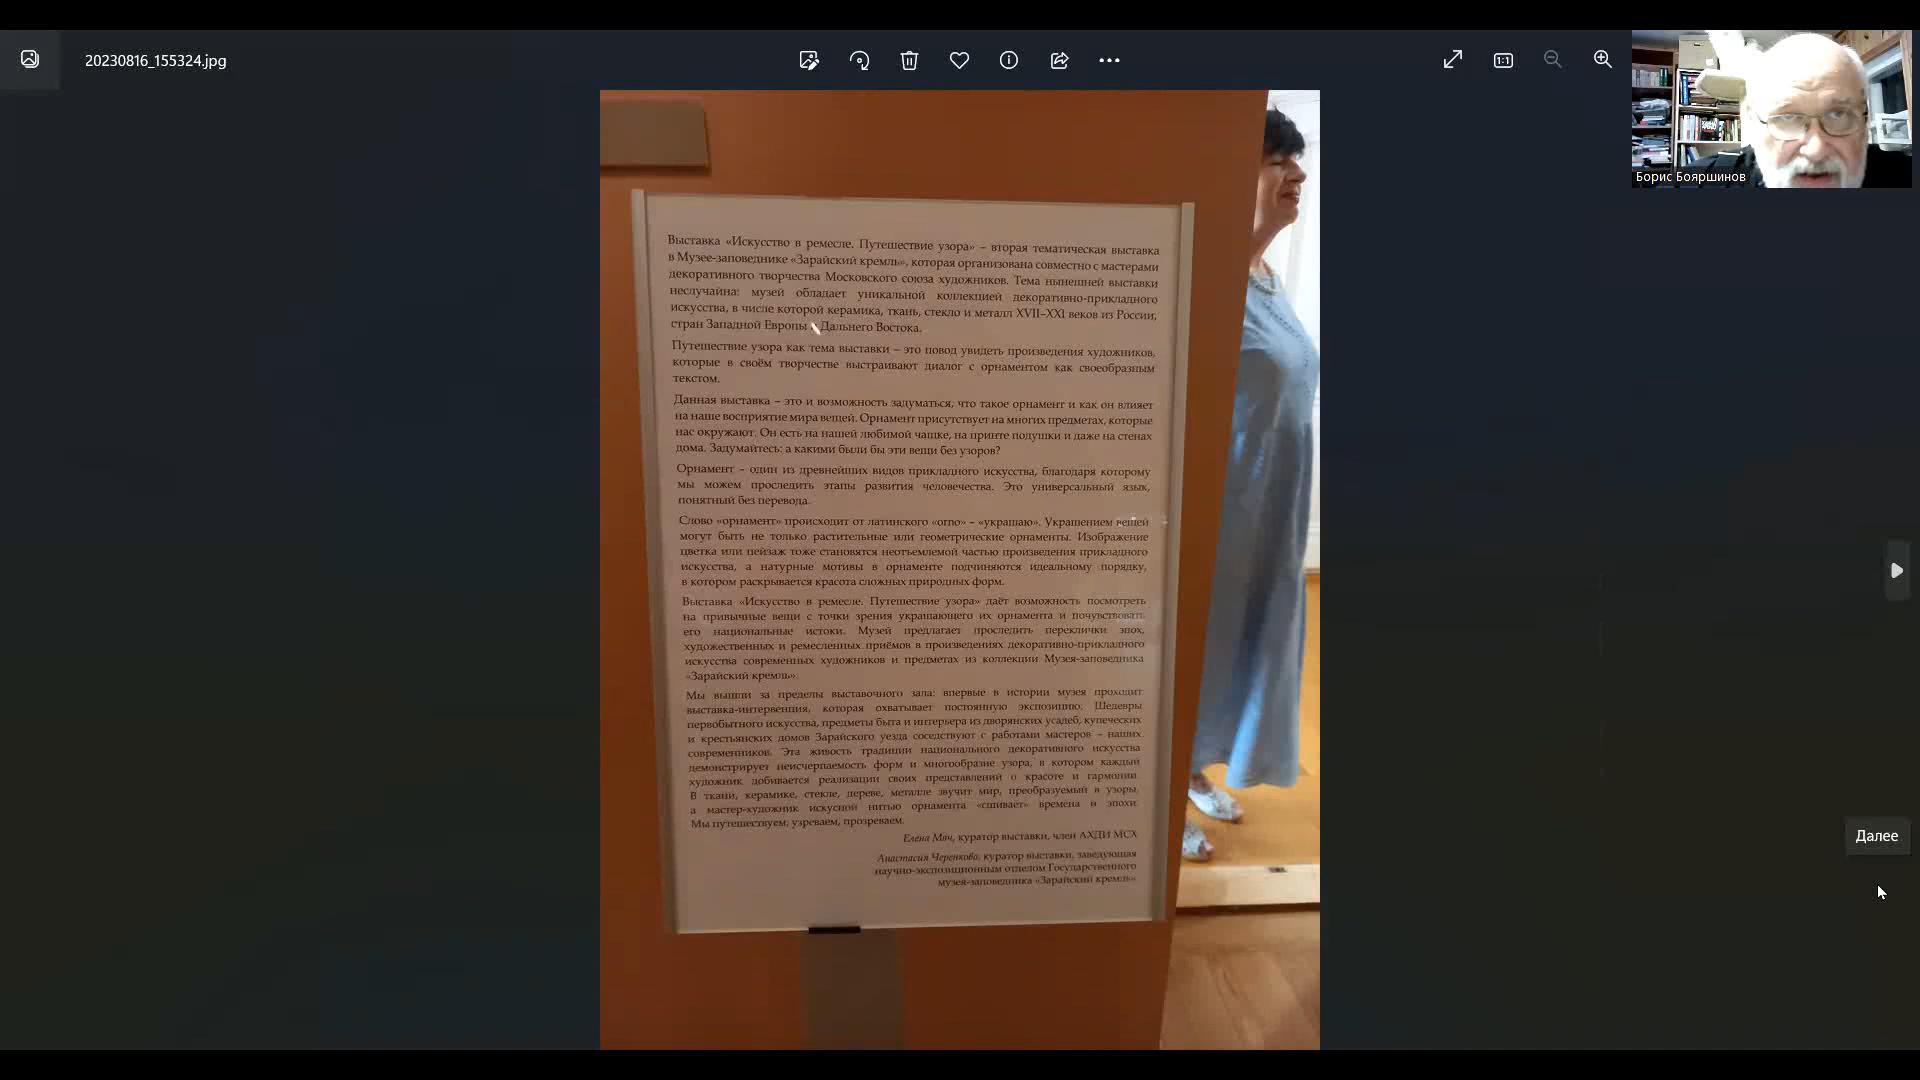 20230816_155324.jpg
1:1
Борис Бояршинов
Выставка «Искусство в ремесле. Путешествие узора» – вторая тематическая выставка
в Музее-заповеднике «Зарайский кремль», которая организована совместно с мастерами
декоративного творчества Московского союза художников. Тема нынешней выставки
неслучайна: музей обладает уникальной коллекцией декоративно-прикладного
искусства, в числе которой керамика, ткань, стекло и металл XVII–XXI веков из России,
стран Западной Европы Дальнего Востока.
Путешествие узора как тема выставки – это повод увидеть произведения художников,
которые в своём творчестве выстраивают диалог с орнаментом как своеобразным
текстом.
Данная выставка – это и возможность задуматься, что такое орнамент и как он влияет
на наше восприятие мира вещей. Орнамент присутствует на многих предметах, которые
нас окружают. Он есть на нашей любимой чашке, на принте подушки и даже на стенах
дома. Задумайтесь: а какими были бы эти вещи без узоров?
Орнамент – один из древнейших видов прикладного искусства, благодаря которому
мы можем проследить этапы развития человечества. Это универсальный язык,
понятный без перевода.
Слово «орнамент» происходит от латинского «orno» – «украшаю». Украшением вещей
могут быть не только растительные или геометрические орнаменты. Изображение
цветка или пейзаж тоже становятся неотъемлемой частью произведения прикладного
искусства, а натурные мотивы в орнаменте подчиняются идеальному порядку,
в котором раскрывается красота сложных природных форм.
Выставка «Искусство в ремесле. Путешествие узора» даёт возможность посмотреть
на привычные вещи с точки зрения украшающего их орнамента и почувствовать
его национальные истоки. Музей предлагает проследить переклички эпох,
художественных и ремесленных приёмов в произведениях декоративно-прикладного
искусства современных художников и предметах из коллекции Музея-заповедника
«Зарайский кремль».
Мы вышли за пределы выставочного зала: впервые в истории музея проходит
выставка-интервенция, которая охватывает постоянную экспозицию. Шедевры
первобытного искусства, предметы быта и интерьера из дворянских усадеб, купеческих
и крестьянских домов Зарайского уезда соседствуют с работами мастеров – наших
современников. Эта живость традиции национального декоративного искусства
демонстрирует неисчерпаемость форм и многообразие узора, в котором каждый
художник добивается реализации своих представлений о красоте и гармонии.
В ткани, керамике, стекле, дереве, металле звучит мир, преобразуемый в узоры,
а мастер-художник искусной нитью орнамента «сшивает» времена и эпохи.
Мы путешествуем, узреваем, прозреваем.
Елена Мач, куратор выставки, член АХДИ МСХ
Анастасия Черенкова, куратор выставки, заведующая
научно-экспозиционным отделом Государственного
музея-заповедника «Зарайский кремль»
Далее